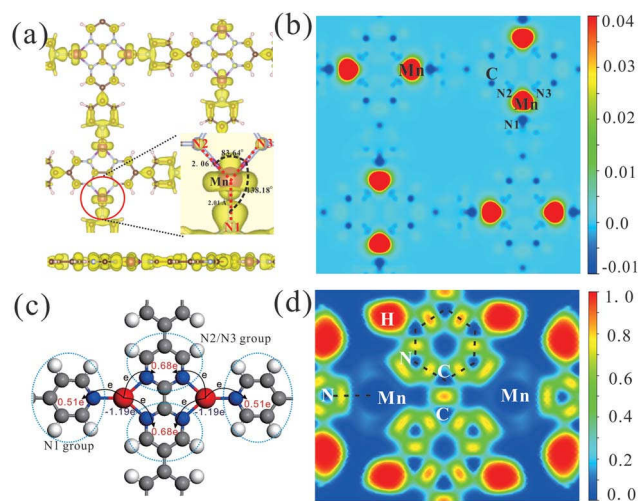 (a)
N2
N3
83.64°
2.06
Mn
138.18°
2.01 Å
N1
(b)
Mn
C
N2
N3
Mn
N1
0.04
0.03
0.02
0.01
0.00
-0.01
(c)
N2/N3 group
0.68e
e
e
e
e
0.51e
-1.19e
-1.19e
0.51e
e
e
0.68e
N1 group
(d)
H
N
C
N
Mn
Mn
C
1.0
0.8
0.6
0.4
0.2
0.0